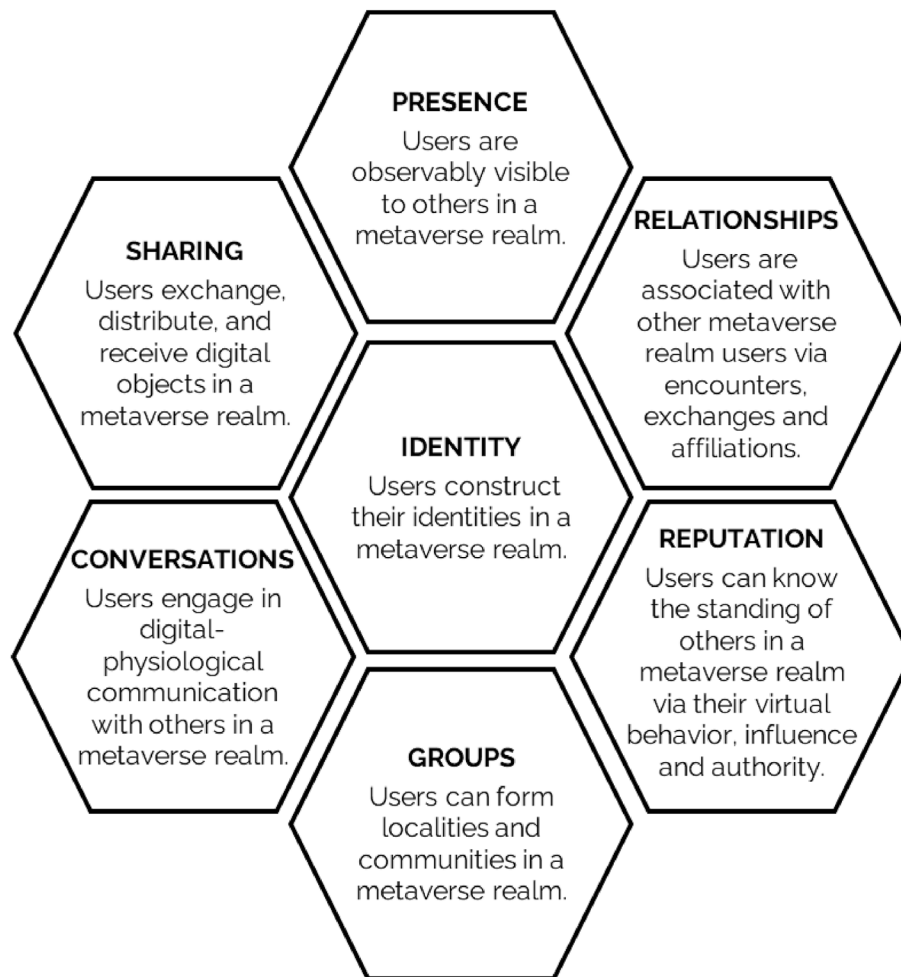 PRESENCE
Users are
observably visible
to others in a
metaverse realm.
SHARING
Users exchange,
distribute, and
receive digital
objects in a
metaverse realm.
RELATIONSHIPS
Users are
associated with
other metaverse
realm users via
encounters,
exchanges and
affiliations.
IDENTITY
Users construct
their identities in a
metaverse realm.
CONVERSATIONS
Users engage in
digital-
physiological
communication
with others in a
metaverse realm.
REPUTATION
Users can know
the standing of
others in a
metaverse realm
via their virtual
behavior, influence
and authority.
GROUPS
Users can form
localities and
communities in a
metaverse realm.